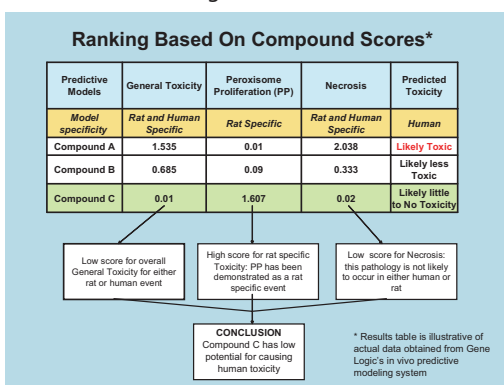 Ranking Based On Compound Scores*
Predictive Models General Toxicity Peroxisome Proliferation (PP) Necrosis Predicted Toxicity
Model specificity Rat and Human Specific Rat Specific Rat and Human Specific Human
Compound A 1.535 0.01 2.038 Likely Toxic
Compound B 0.685 0.09 0.333 Likely less Toxic
Compound C 0.01 1.607 0.02 Likely little to No Toxicity
Low score for overall
General Toxicity for either
rat or human event
High score for rat specific
Toxicity: PP has been
demonstrated as a rat
specific event
Low score for Necrosis:
this pathology is not likely
to occur in either human or
rat
CONCLUSION
Compound C has low
potential for causing
human toxicity
* Results table is illustrative of
actual data obtained from Gene
Logic's in vivo predictive
modeling system